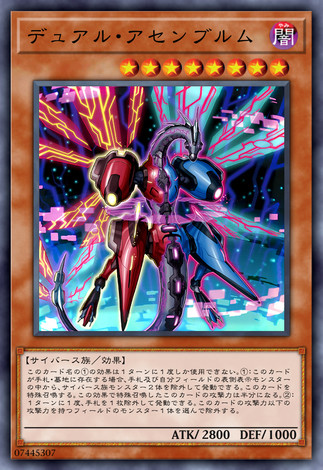 デュアル・アセンブルム
闇
やみ
【サイバース族／効果】
このカード名の①の効果は1ターンに1度しか使用できない。①：このカード
が手札・墓地に存在する場合、手札及び自分フィールドの表側表示モンスター
の中から、サイバース族モンスター2体を除外して発動できる。このカードを
特殊召喚する。この効果で特殊召喚したこのカードの攻撃力は半分になる。②：
1ターンに1度、手札を1枚除外して発動できる。このカードの攻撃力以下の
攻撃力を持つフィールドのモンスター1体を選んで除外する。
ATK/ 2800 DEF/1000
07445307